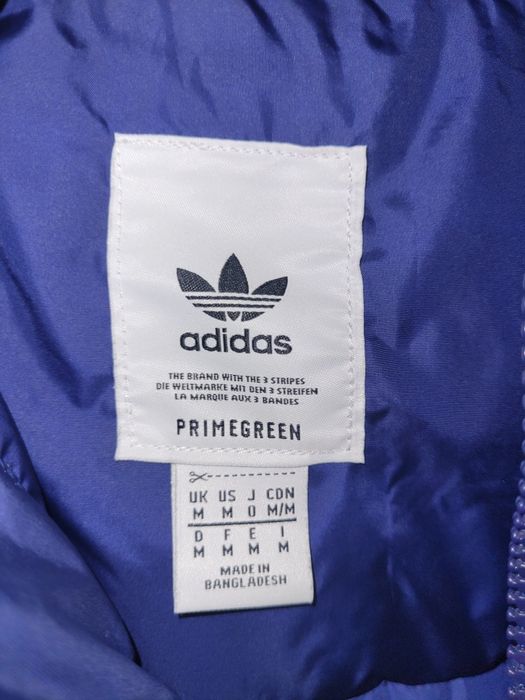 adidas
THE BRAND WITH THE 3 STRIPES
DIE WELTMARKE MIT DEN 3 STREIFEN
LA MARQUE AUX 3 BANDES
PRIMEGREEN
UK US J CDN
M M O M/M
D F E I
M M M M
MADE IN
BANGLADESH